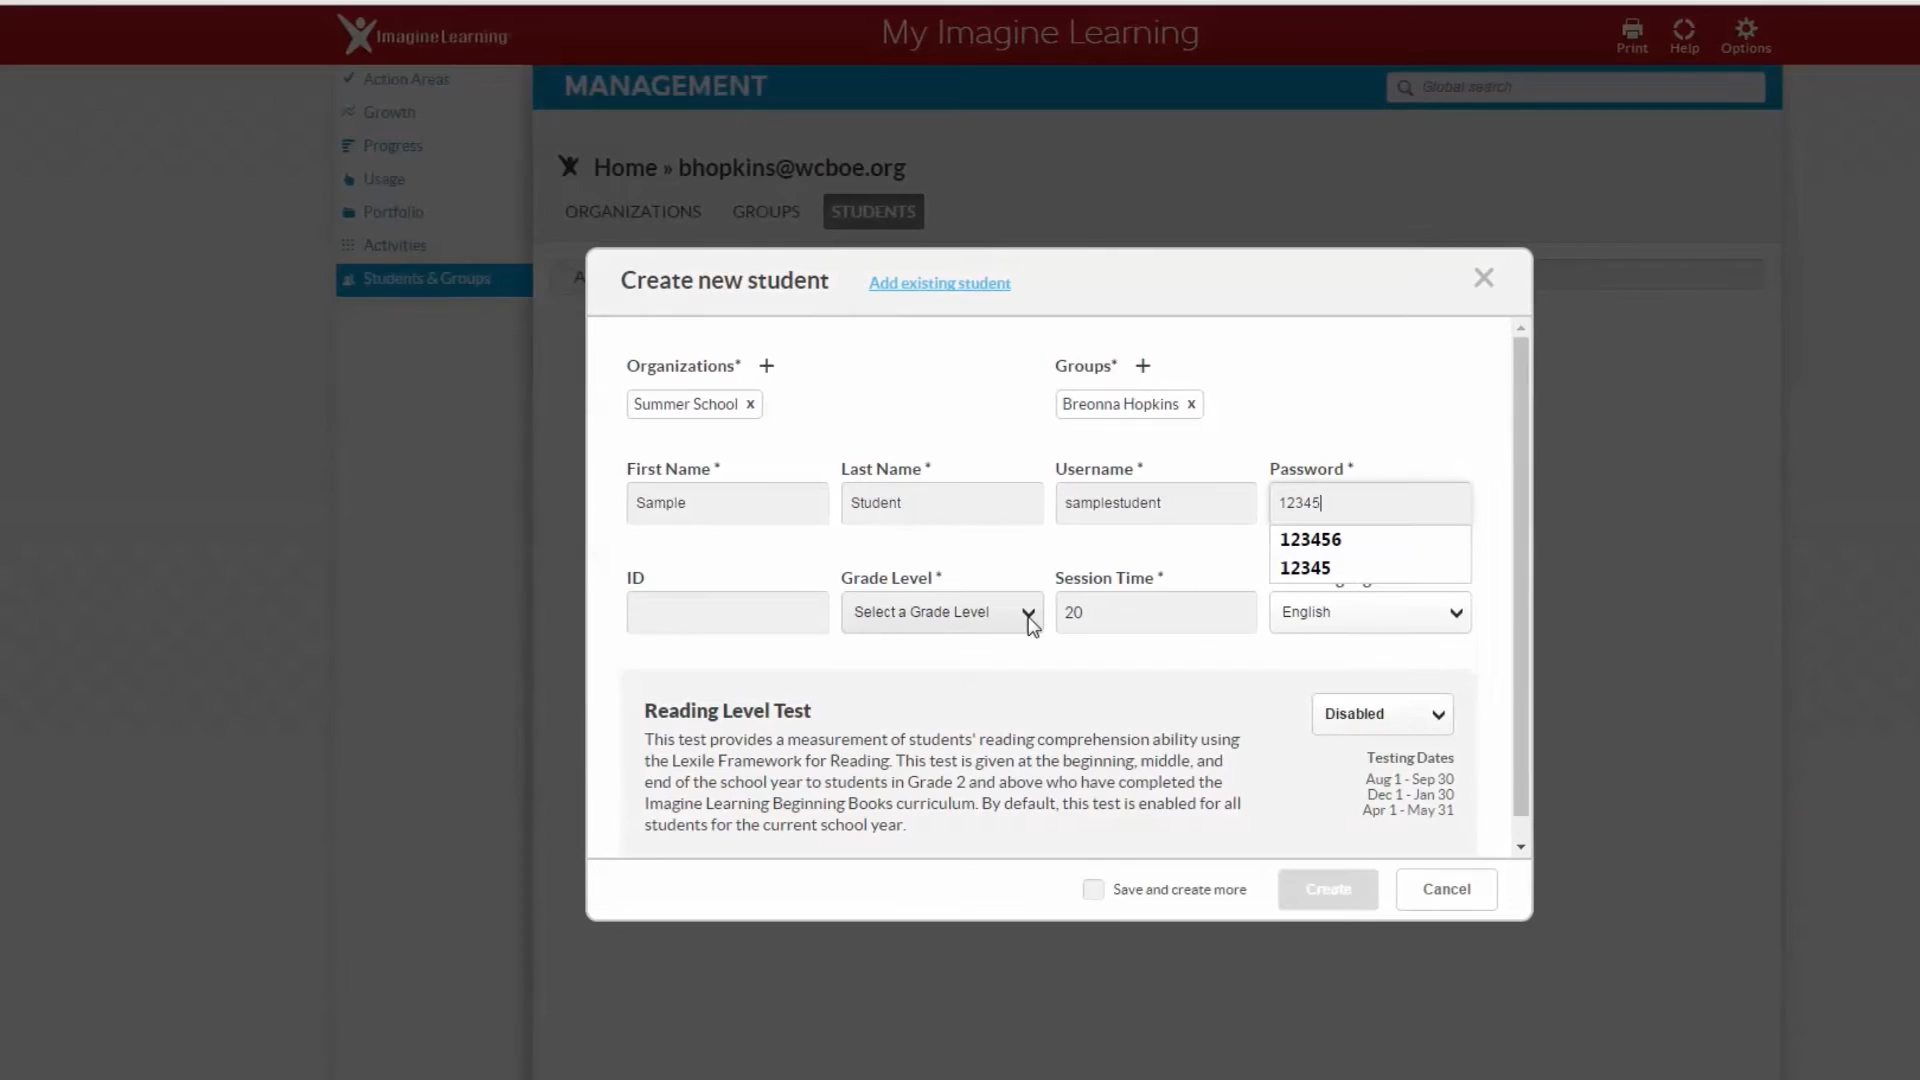 ImagineLearning
My Imagine Learning
Print
Help
Options
Action Areas
Growth
Progress
Usage
Portfolio
Activities
Students & Groups
MANAGEMENT
Global search
Home » bhopkins@wcboe.org
ORGANIZATIONS GROUPS STUDENTS
A
Create new student
Add existing student
Organizations* +
Groups* +
Summer School x
Breonna Hopkins x
First Name *
Last Name *
Username *
Password *
Sample
Student
samplestudent
12345
123456
12345
ID
Grade Level *
Session Time *
Select a Grade Level
20
English
Reading Level Test
Disabled
This test provides a measurement of students' reading comprehension ability using
the Lexile Framework for Reading. This test is given at the beginning, middle, and
end of the school year to students in Grade 2 and above who have completed the
Imagine Learning Beginning Books curriculum. By default, this test is enabled for all
students for the current school year.
Testing Dates
Aug 1 - Sep 30
Dec 1 - Jan 30
Apr 1 - May 31
Save and create more
Create
Cancel